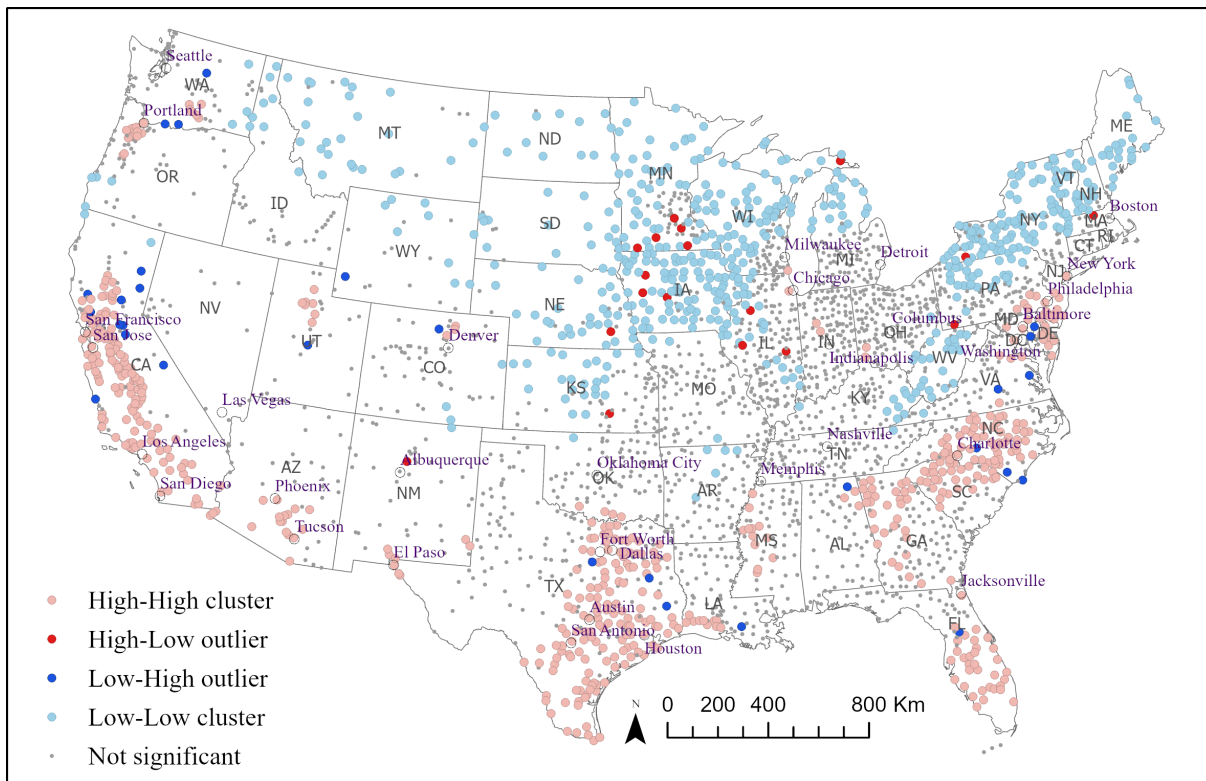 Seattle
WA
Portland
MT
ND
ME
OR
MN
VT
ID
NH
SD
WI
NY
MA
Boston
WY
Milwaukee
MI
Detroit
CT
RI
NE
IA
Chicago
NJ
New York
NV
PA
Philadelphia
San Francisco
San Jose
UT
Denver
Columbus
OH
MD
Baltimore
CA
CO
IL
IN
Indianapolis
DC
DE
WV
Washington
KS
MO
KY
VA
Las Vegas
NC
Los Angeles
Nashville
Charlotte
AZ
Albuquerque
Oklahoma City
TN
San Diego
Phoenix
NM
OK
Memphis
AR
SC
Tucson
El Paso
Fort Worth
Dallas
MS
AL
GA
TX
Jacksonville
Austin
LA
San Antonio
FL
Houston
High-High cluster
High-Low outlier
Low-High outlier
Low-Low cluster
Not significant
N
0 200 400 800 Km